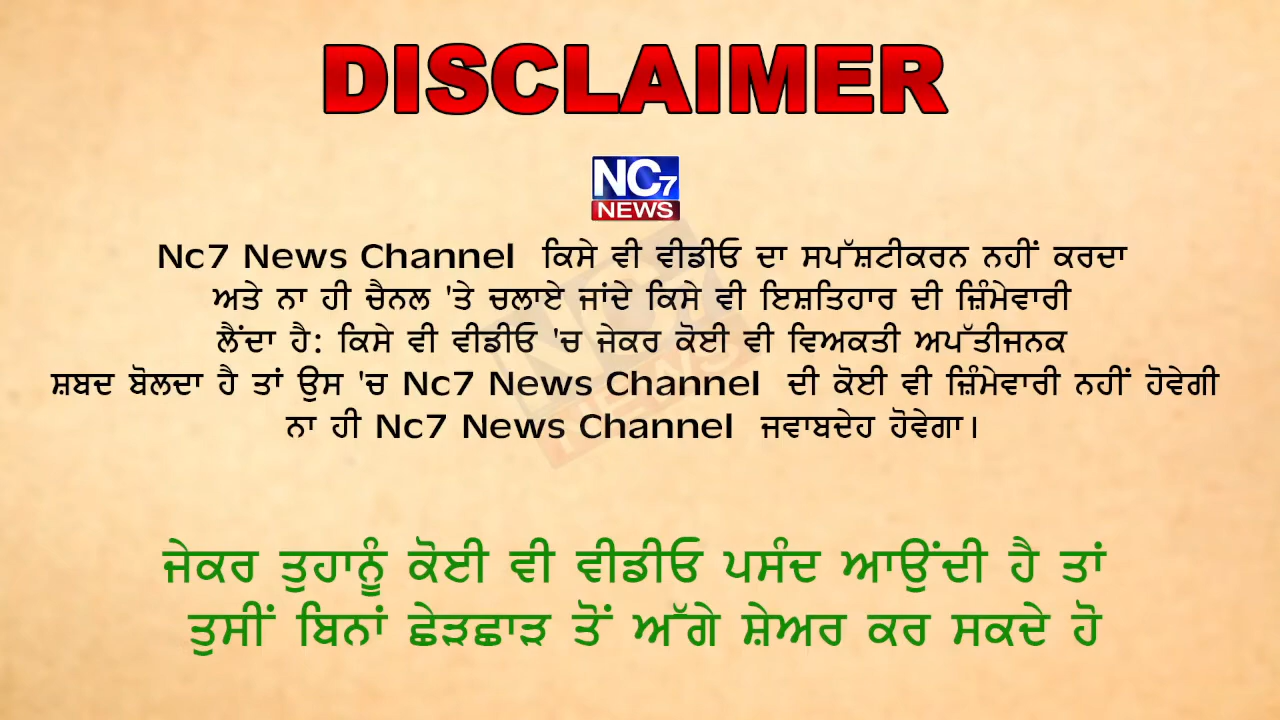 DISCLAIMER
NC7
NEWS
Nc7 News Channel ਕਿਸੇ ਵੀ ਵੀਡੀਓ ਦਾ ਸਪੱਸ਼ਟੀਕਰਨ ਨਹੀਂ ਕਰਦਾ
ਅਤੇ ਨਾ ਹੀ ਚੈਨਲ 'ਤੇ ਚਲਾਏ ਜਾਂਦੇ ਕਿਸੇ ਵੀ ਇਸ਼ਤਿਹਾਰ ਦੀ ਜ਼ਿੰਮੇਵਾਰੀ
ਲੈਂਦਾ ਹੈ: ਕਿਸੇ ਵੀ ਵੀਡੀਓ 'ਚ ਜੇਕਰ ਕੋਈ ਵੀ ਵਿਅਕਤੀ ਅਪੱਤੀਜਨਕ
ਸ਼ਬਦ ਬੋਲਦਾ ਹੈ ਤਾਂ ਉਸ 'ਚ Nc7 News Channel ਦੀ ਕੋਈ ਵੀ ਜ਼ਿੰਮੇਵਾਰੀ ਨਹੀਂ ਹੋਵੇਗੀ
ਨਾ ਹੀ Nc7 News Channel ਜਵਾਬਦੇਹ ਹੋਵੇਗਾ।
ਜੇਕਰ ਤੁਹਾਨੂੰ ਕੋਈ ਵੀ ਵੀਡੀਓ ਪਸੰਦ ਆਉਂਦੀ ਹੈ ਤਾਂ
ਤੁਸੀਂ ਬਿਨਾਂ ਛੇੜਛਾੜ ਤੋਂ ਅੱਗੇ ਸ਼ੇਅਰ ਕਰ ਸਕਦੇ ਹੋ